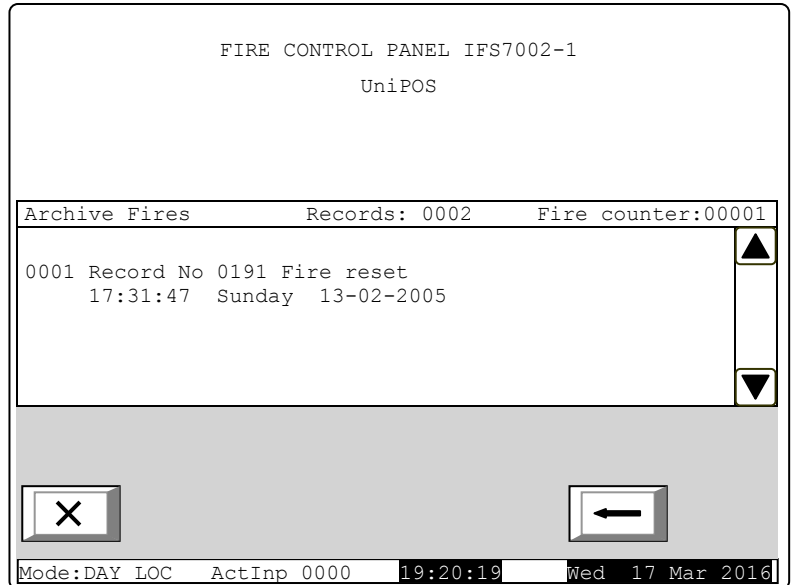 FIRE CONTROL PANEL IFS7002-1
UniPOS
Archive Fires Records: 0002 Fire counter:00001
0001 Record No 0191 Fire reset
17:31:47 Sunday 13-02-2005
Mode:DAY LOC ActInp 0000 19:20:19 Wed 17 Mar 2016